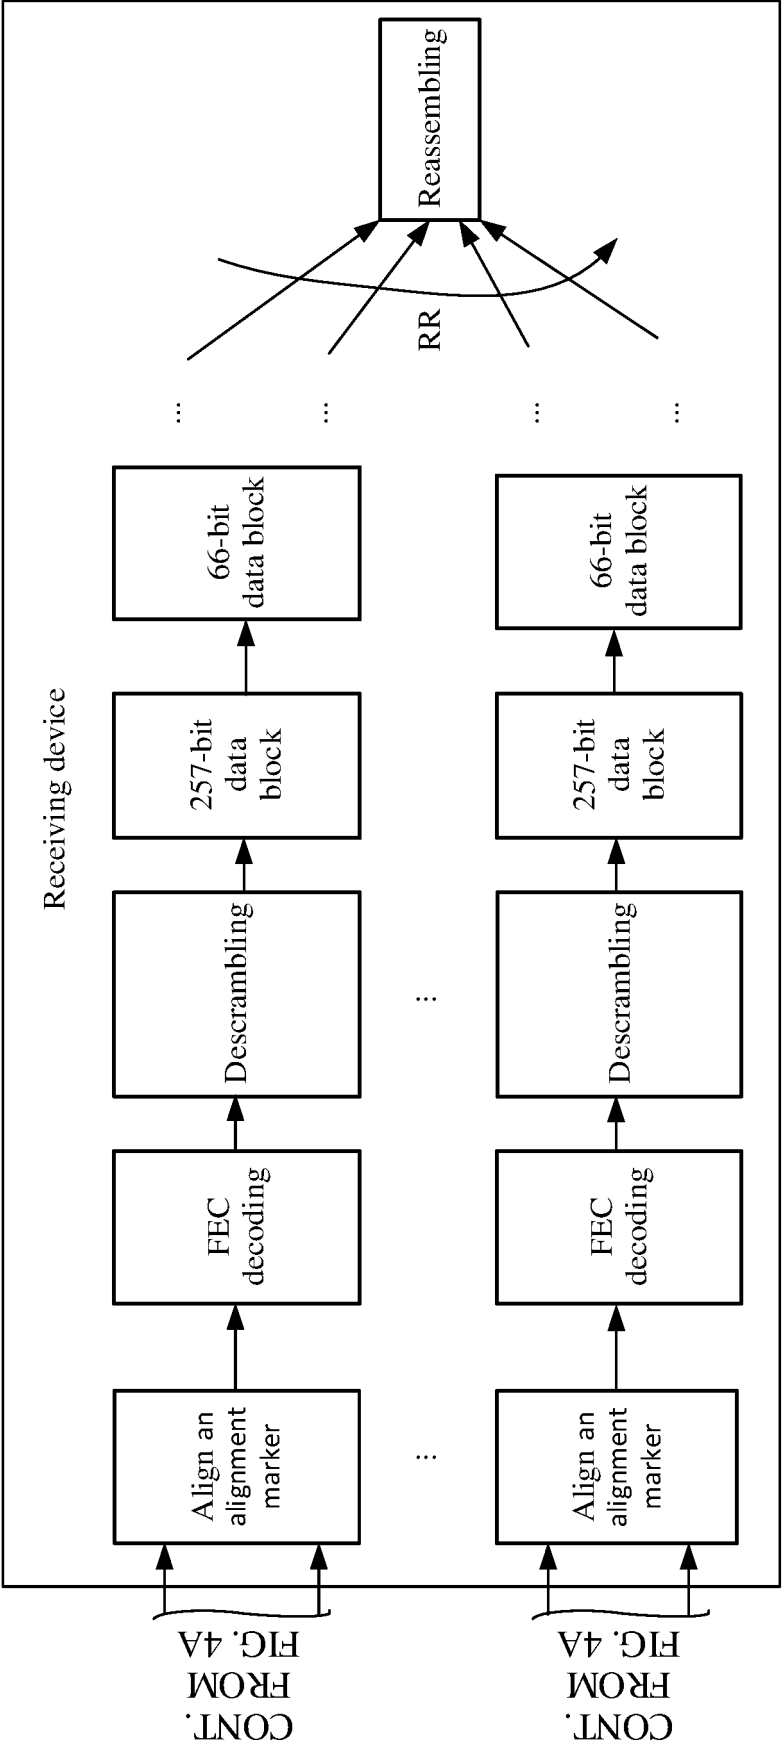 Receiving device
CONT.
FROM
FIG. 4A
Align an
alignment
marker
FEC
decoding
Descrambling
257-bit
data
block
66-bit
data block
...
...
RR
Reassembling
...
...
...
...
CONT.
FROM
FIG. 4A
Align an
alignment
marker
FEC
decoding
Descrambling
257-bit
data
block
66-bit
data block